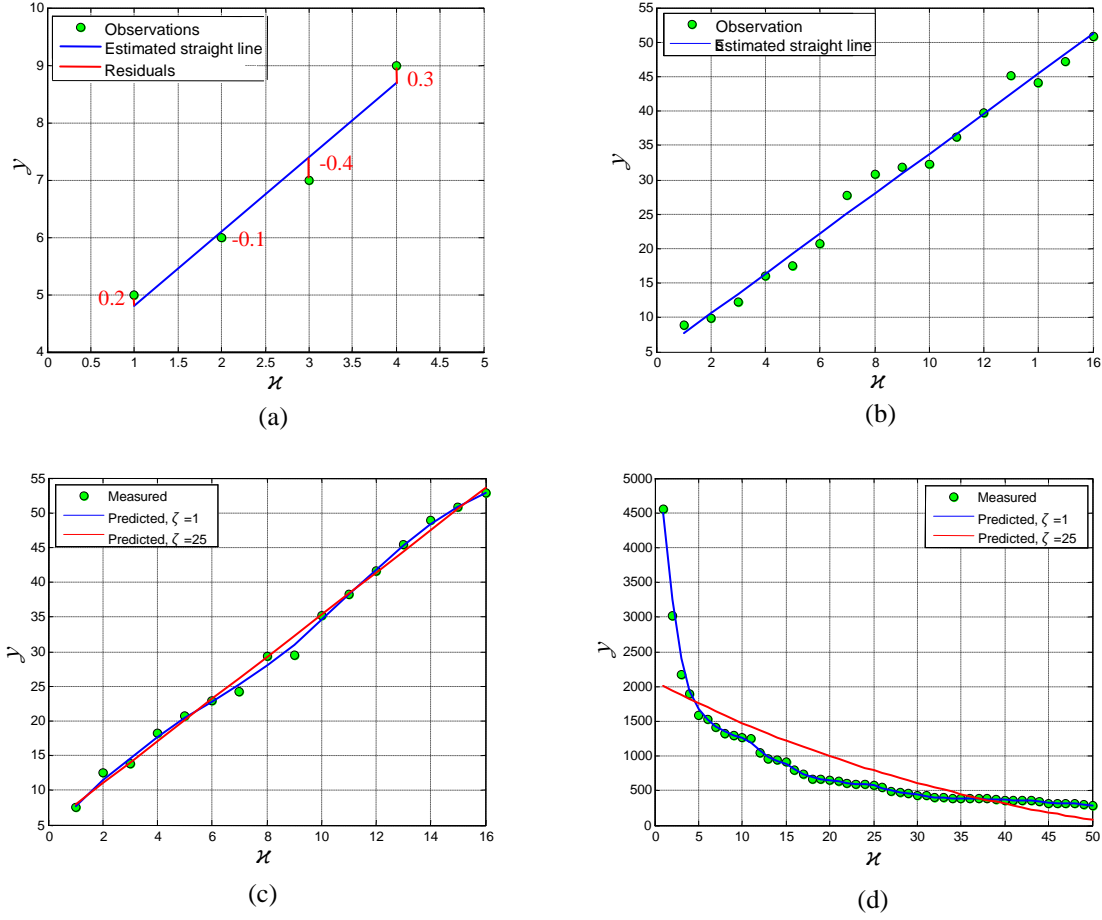 10
9
8
7
6
5
4
0 0.5 1 1.5 2 2.5 3 3.5 4 4.5 5
y
ϰ
Observations
Estimated straight line
Residuals
0.3
-0.4
-0.1
0.2
(a)
55
50
45
40
35
30
25
20
15
10
5
0 2 4 6 8 10 12 1 16
y
ϰ
Observation
s
Estimated straight line
(b)
55
50
45
40
35
30
25
20
15
10
5
0 2 4 6 8 10 12 14 16
y
ϰ
Measured
Predicted, ζ =1
Predicted, ζ =25
(c)
5000
4500
4000
3500
3000
2500
2000
1500
1000
500
0
0 5 10 15 20 25 30 35 40 45 50
y
ϰ
Measured
Predicted, ζ =1
Predicted, ζ =25
(d)